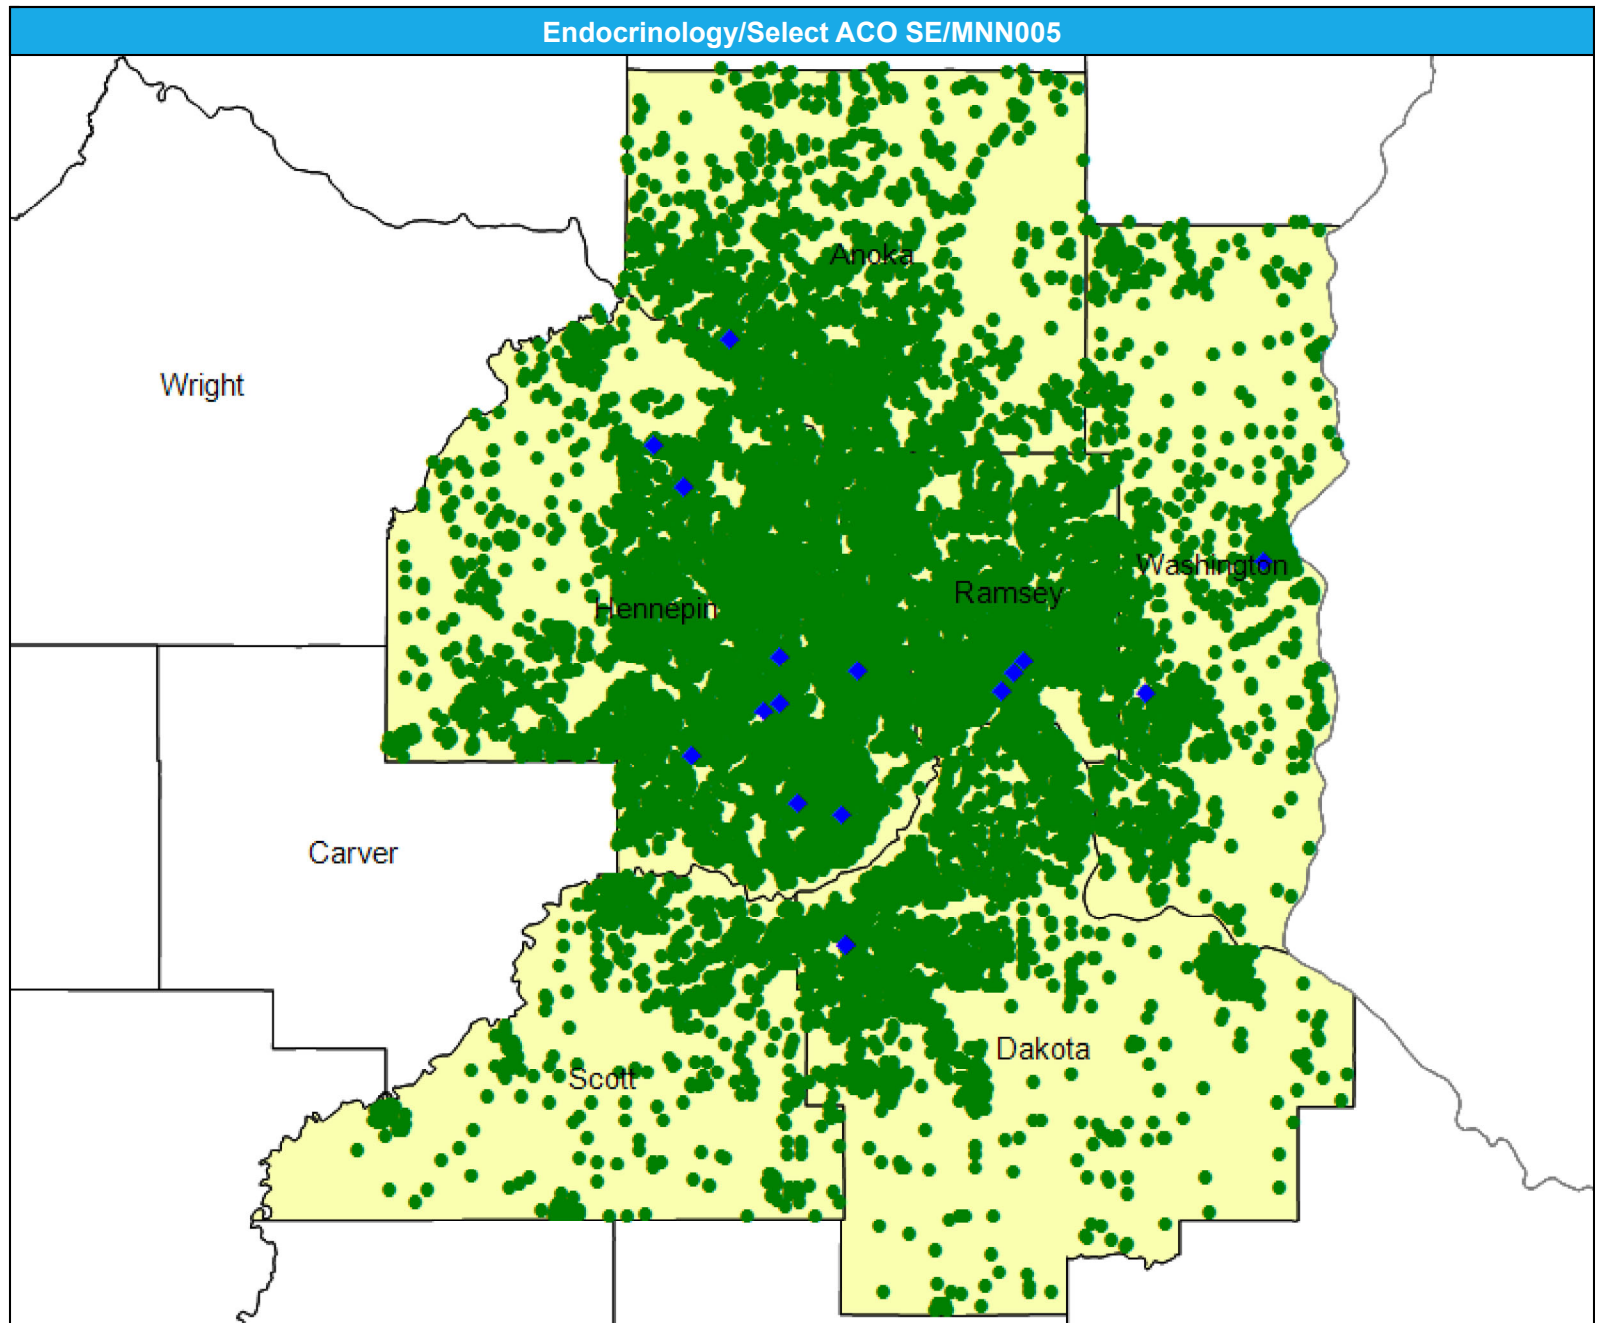 Endocrinology/Select ACO SE/MNN005
Anoka
Wright
Washington
Ramsey
Hennepin
Carver
Dakota
Scott